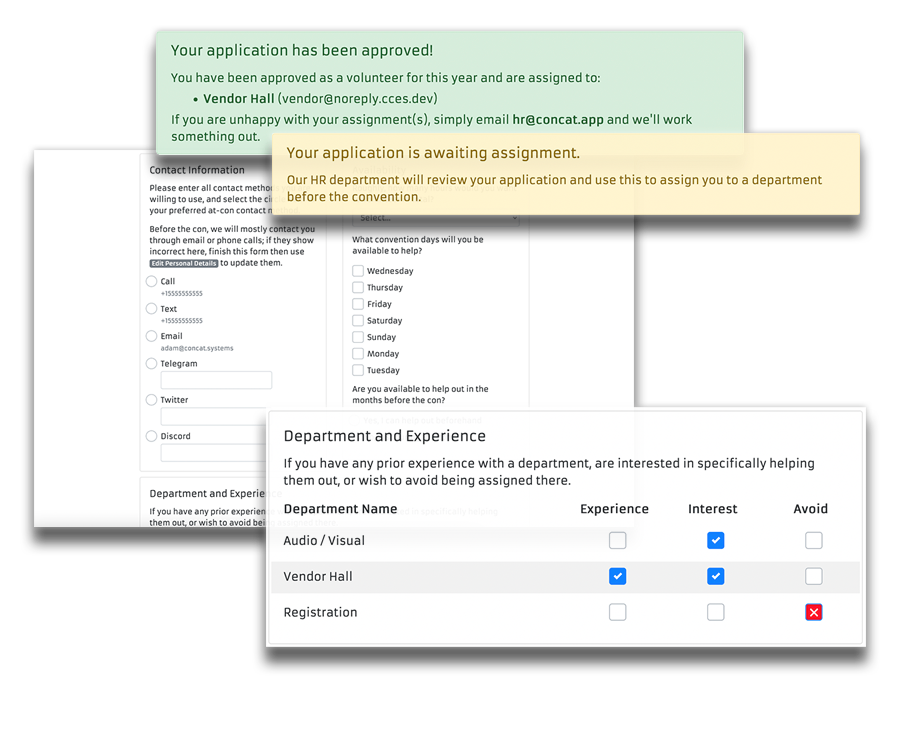 Your application has been approved!
You have been approved as a volunteer for this year and are assigned to:
• Vendor Hall (vendor@noreply.cces.dev)
If you are unhappy with your assignment(s), simply email hr@concat.app and we'll work
something out.
Your application is awaiting assignment.
Our HR department will review your application and use this to assign you to a department
before the convention.
Contact Information
Please enter all contact
willing to use, and select the
your preferred at-con contact
Before the con, we will mostly contact you
through email or phone calls; if they show
incorrect here, finish this form then use
Edit Personal Details to update them.
Call
+15555555555
Text
+15555555555
Email
adam@concat.systems
Telegram
Twitter
Discord
Department and
If you have any prior experience
them out, or wish to avoid
Select...
What convention days will you be
available to help?
Wednesday
Thursday
Friday
Saturday
Sunday
Monday
Tuesday
Are you available to help out in the
months before the con?
Department and Experience
If you have any prior experience with a department, are interested in specifically helping
them out, or wish to avoid being assigned there.
Department Name Experience Interest Avoid
Audio / Visual
Vendor Hall
Registration